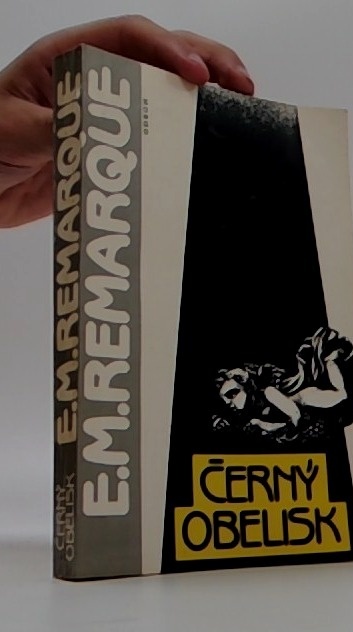 E.M.REMARQUE
ČERNÝ
OBELISK
E.M.REMARQUE
ODEON
ČERNÝ
OBELISK